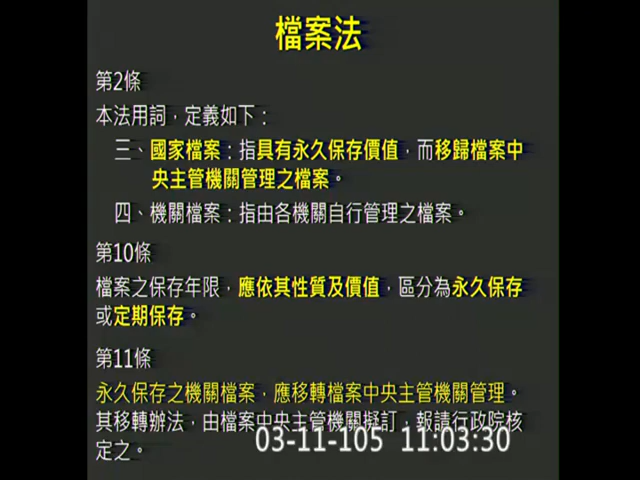 檔案法
第2條
本法用詞，定義如下：
三、國家檔案：指具有永久保存價值，而移歸檔案中
央主管機關管理之檔案。
四、機關檔案：指由各機關自行管理之檔案。
第10條
檔案之保存年限，應依其性質及價值，區分為永久保存
或定期保存。
第11條
永久保存之機關檔案，應移轉檔案中央主管機關管理。
其移轉辦法，由檔案中央主管機關擬訂，報請行政院核
定之。
03-11-105 11:03:30